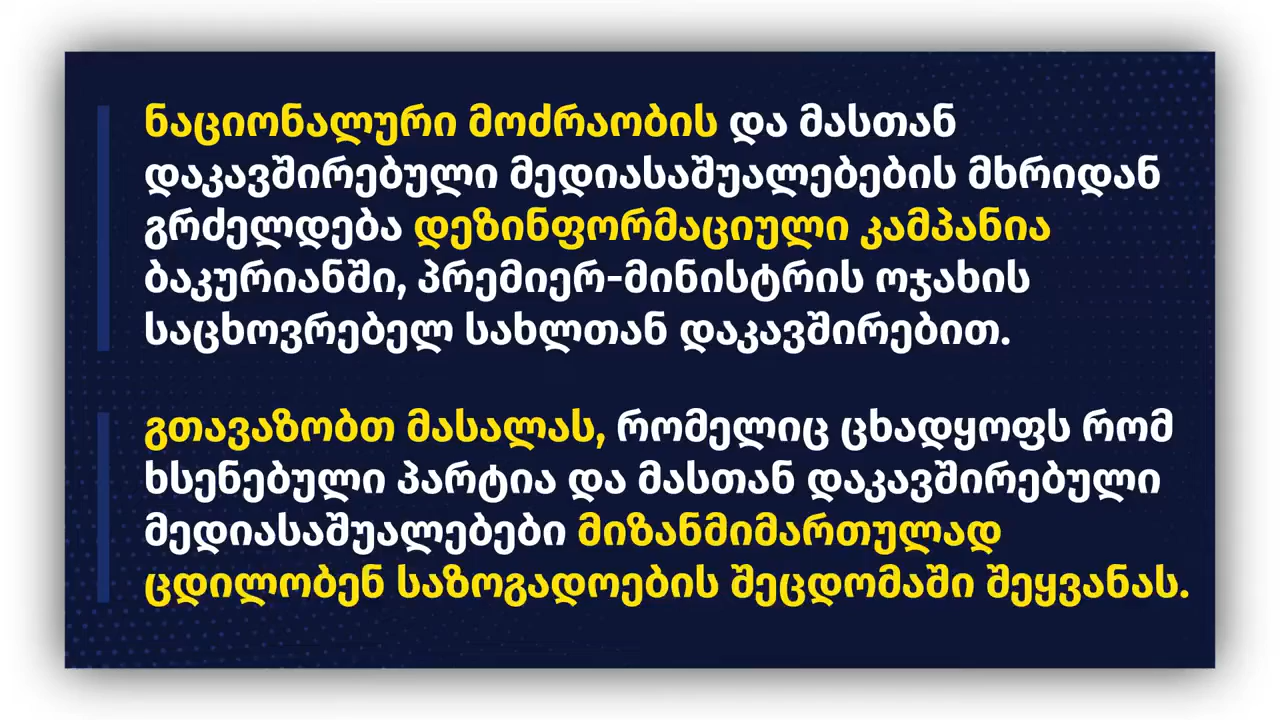 ნაციონალური მოძრაობის და მასთან
დაკავშირებული მედიასაშუალებების მხრიდან
გრძელდება დეზინფორმაციული კამპანია
ბაკურიანში, პრემიერ-მინისტრის ოჯახის
საცხოვრებელ სახლთან დაკავშირებით.
გთავაზობთ მასალას, რომელიც ცხადყოფს რომ
ხსენებული პარტია და მასთან დაკავშირებული
მედიასაშუალებები მიზანმიმართულად
ცდილობენ საზოგადოების შეცდომაში შეყვანას.